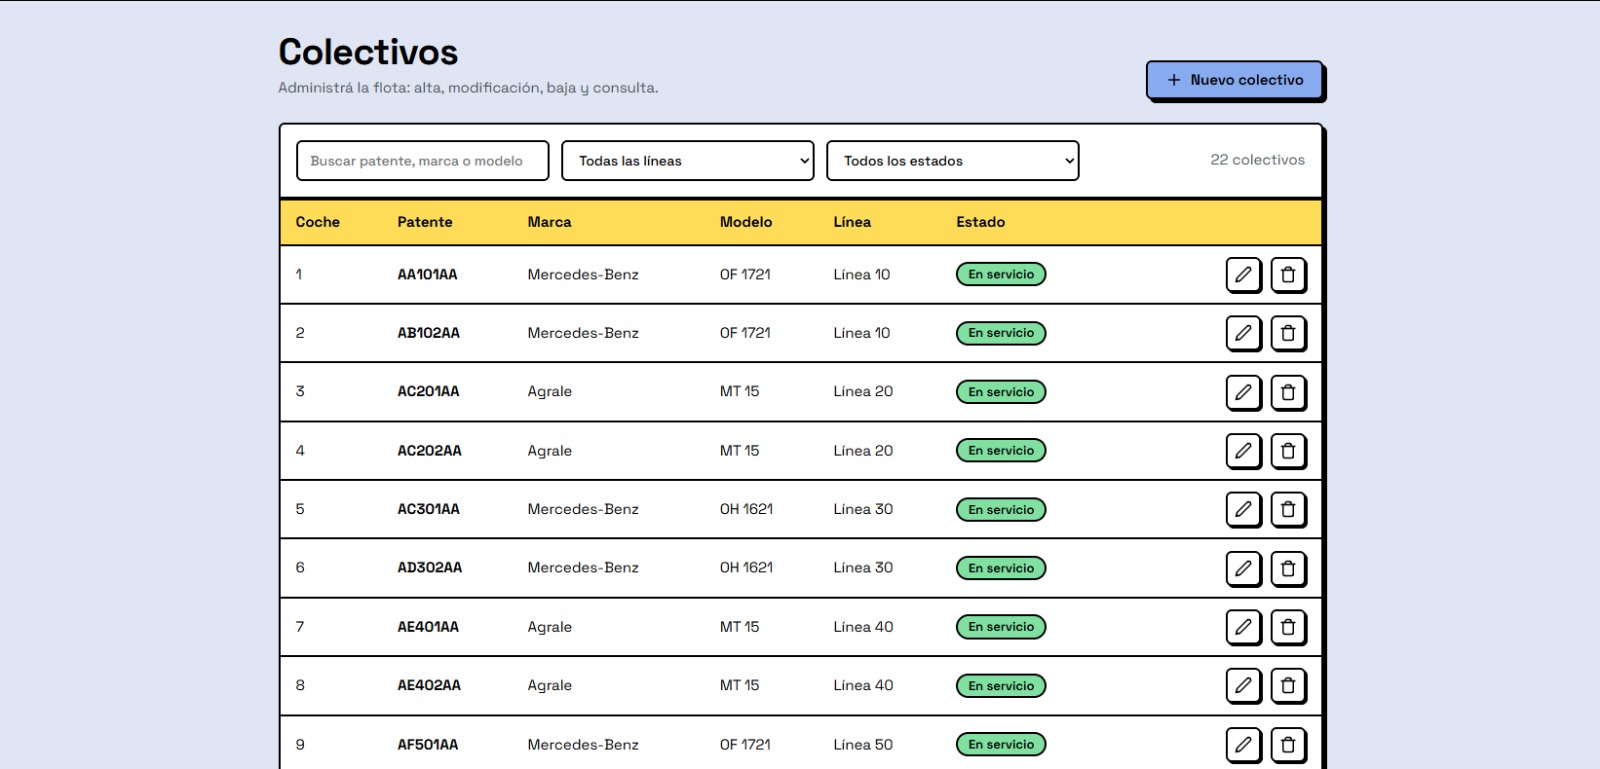 Colectivos
Administrá la flota: alta, modificación, baja y consulta.
+ Nuevo colectivo
Buscar patente, marca o modelo Todas las líneas Todos los estados 22 colectivos
Coche Patente Marca Modelo Línea Estado
1 AA101AA Mercedes-Benz OF 1721 Línea 10 En servicio
2 AB102AA Mercedes-Benz OF 1721 Línea 10 En servicio
3 AC201AA Agrale MT 15 Línea 20 En servicio
4 AC202AA Agrale MT 15 Línea 20 En servicio
5 AC301AA Mercedes-Benz OH 1621 Línea 30 En servicio
6 AD302AA Mercedes-Benz OH 1621 Línea 30 En servicio
7 AE401AA Agrale MT 15 Línea 40 En servicio
8 AE402AA Agrale MT 15 Línea 40 En servicio
9 AF501AA Mercedes-Benz OF 1721 Línea 50 En servicio